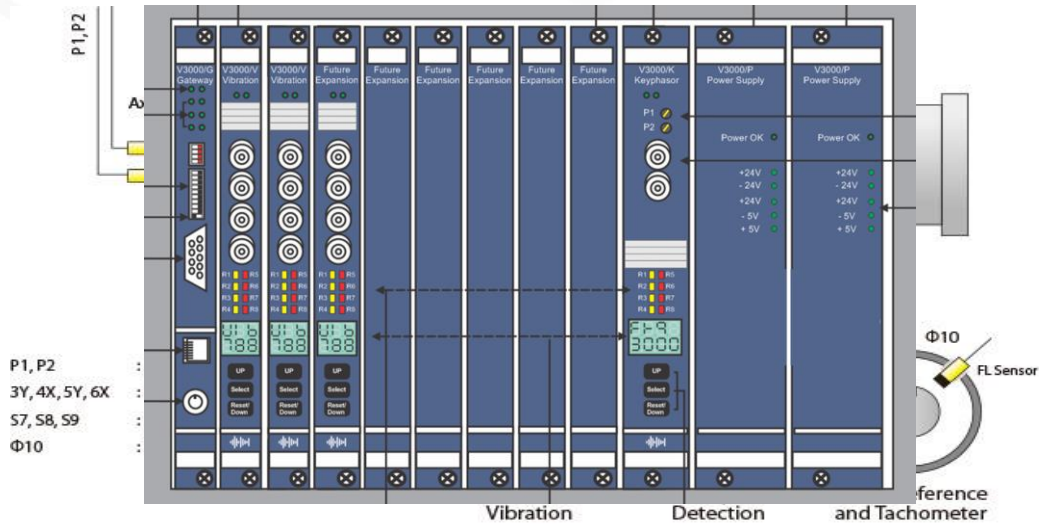 P1, P2
V3000/G
Gateway
V3000/V
Vibration
V3000/V
Vibration
Future
Expansion
Future
Expansion
Future
Expansion
Future
Expansion
Future
Expansion
Future
Expansion
V3000/K
Keyphasor
V3000/P
Power Supply
V3000/P
Power Supply
P1
P2
Power OK
Power OK
+24V
- 24V
+24V
- 5V
+ 5V
+24V
- 24V
+24V
- 5V
+ 5V
R1 R5
R2 R6
R3 R7
R4 R8
R1 R5
R2 R6
R3 R7
R4 R8
R1 R5
R2 R6
R3 R7
R4 R8
R1 R5
R2 R6
R3 R7
R4 R8
Vib
788
Vib
788
Vib
788
Frq.
3000
UP
Select
Reset/
Down
UP
Select
Reset/
Down
UP
Select
Reset/
Down
UP
Select
Reset/
Down
P1, P2 :
3Y, 4X, 5Y, 6X :
S7, S8, S9 :
Φ10 :
Φ10
FL Sensor
Vibration
Detection
and Tachometer